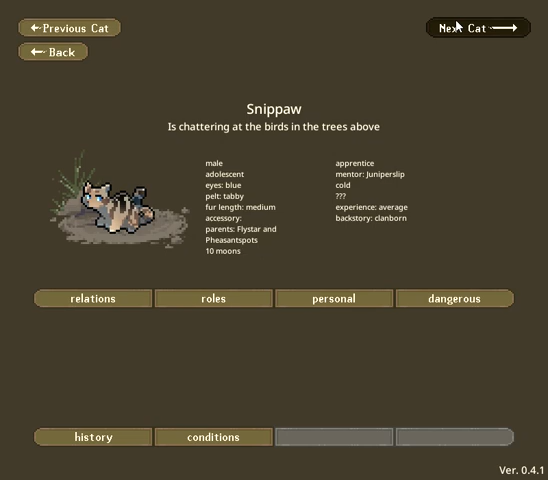 Previous Cat
Next Cat
Back
Snippaw
Is chattering at the birds in the trees above
male
adolescent
eyes: blue
pelt: tabby
fur length: medium
accessory:
parents: Flystar and
Pheasantspots
10 moons
apprentice
mentor: Juniperslip
cold
???
experience: average
backstory: clanborn
relations
roles
personal
dangerous
history
conditions
Ver. 0.4.1